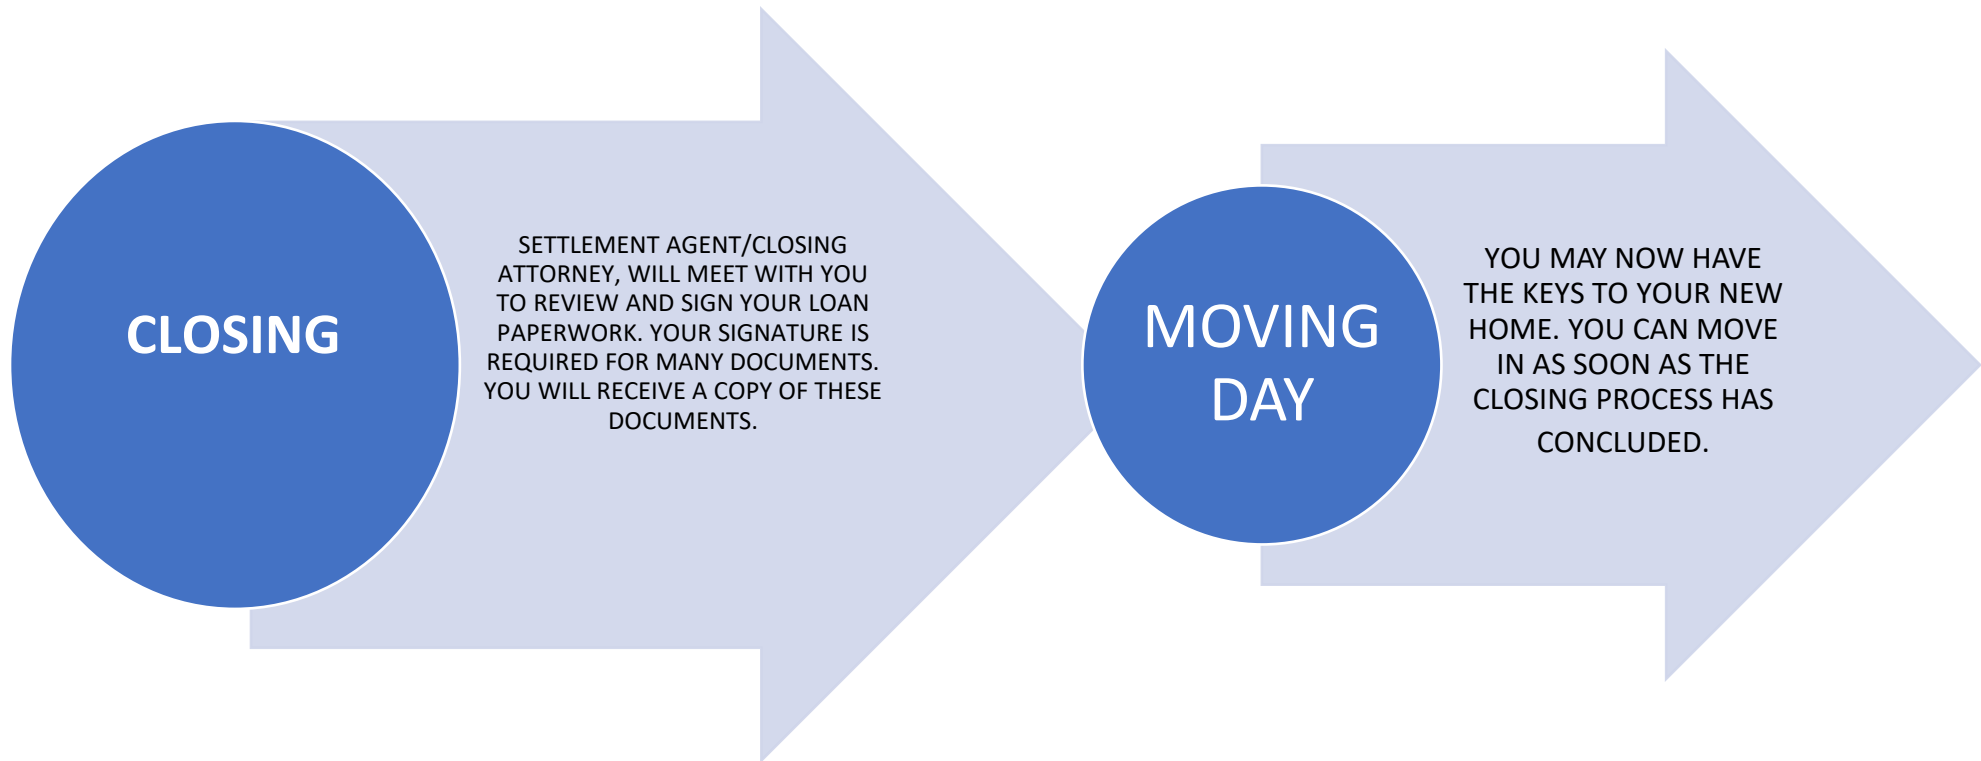 CLOSING
SETTLEMENT AGENT/CLOSING
ATTORNEY, WILL MEET WITH YOU
TO REVIEW AND SIGN YOUR LOAN
PAPERWORK. YOUR SIGNATURE IS
REQUIRED FOR MANY DOCUMENTS.
YOU WILL RECEIVE A COPY OF THESE
DOCUMENTS.
MOVING
DAY
YOU MAY NOW HAVE
THE KEYS TO YOUR NEW
HOME. YOU CAN MOVE
IN AS SOON AS THE
CLOSING PROCESS HAS
CONCLUDED.